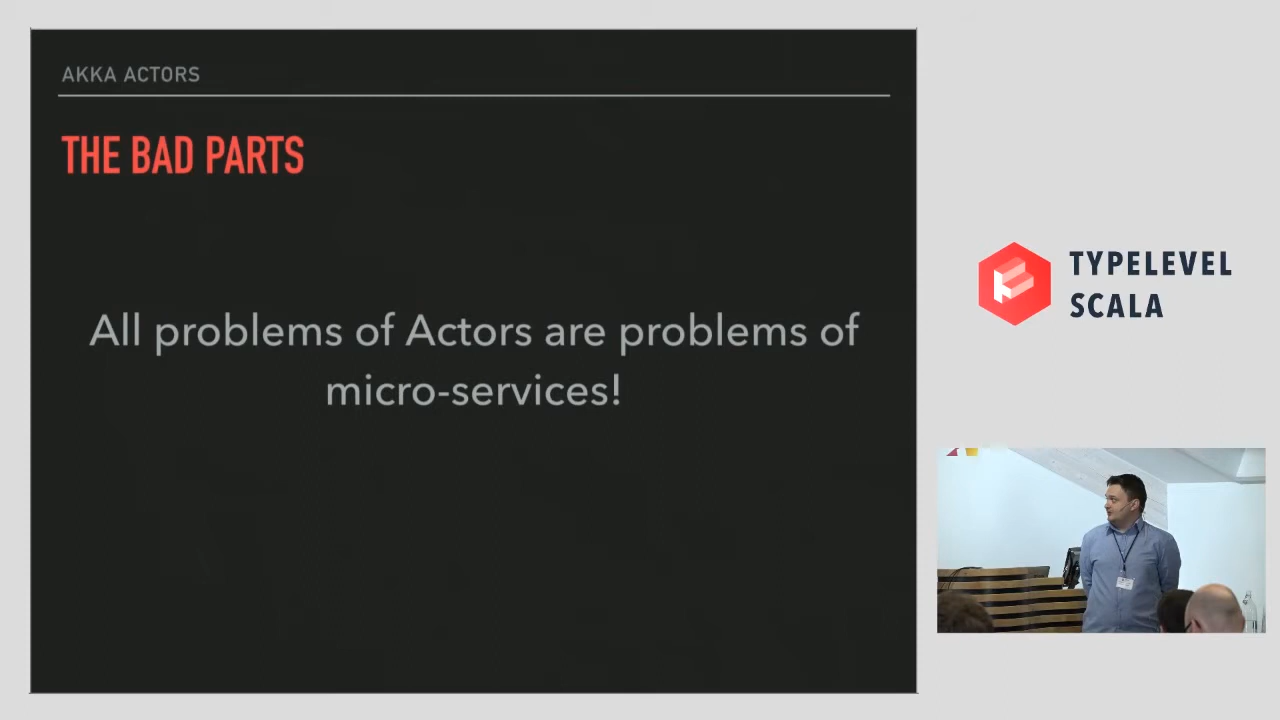 AKKA ACTORS
THE BAD PARTS
All problems of Actors are problems of
micro-services!
TYPELEVEL
SCALA